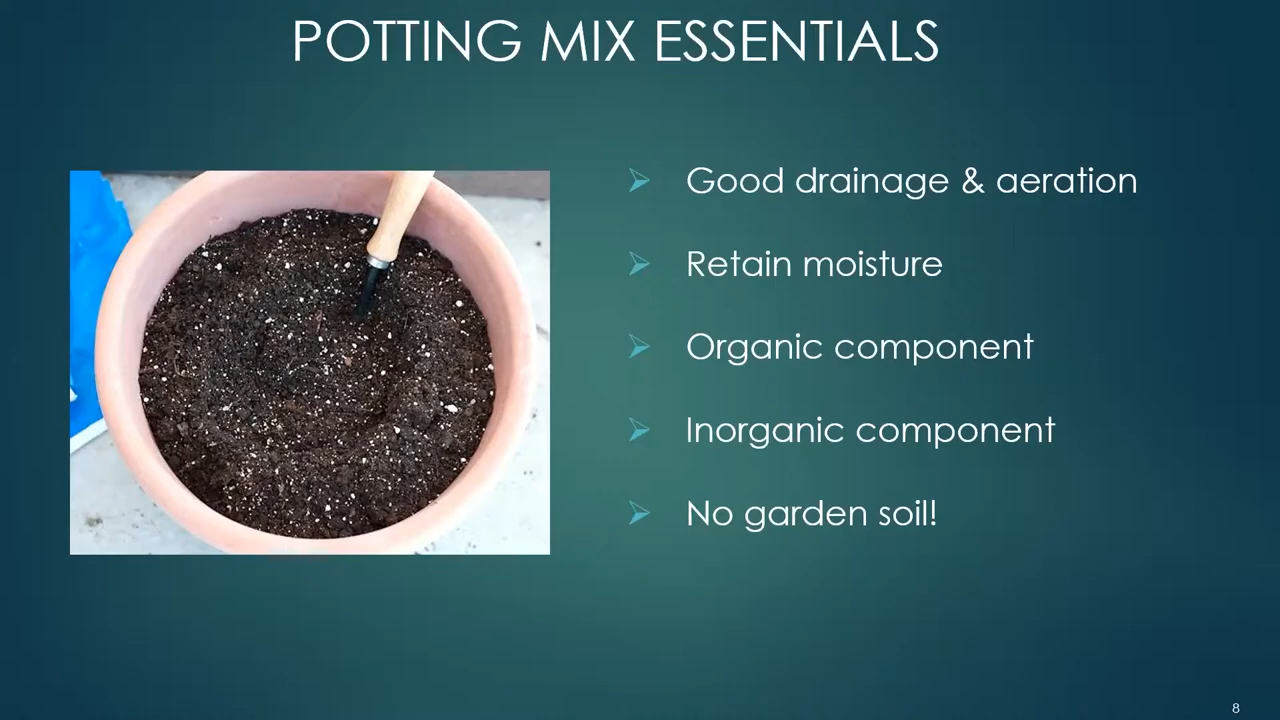 POTTING MIX ESSENTIALS
Good drainage & aeration
Retain moisture
Organic component
Inorganic component
No garden soil!
8